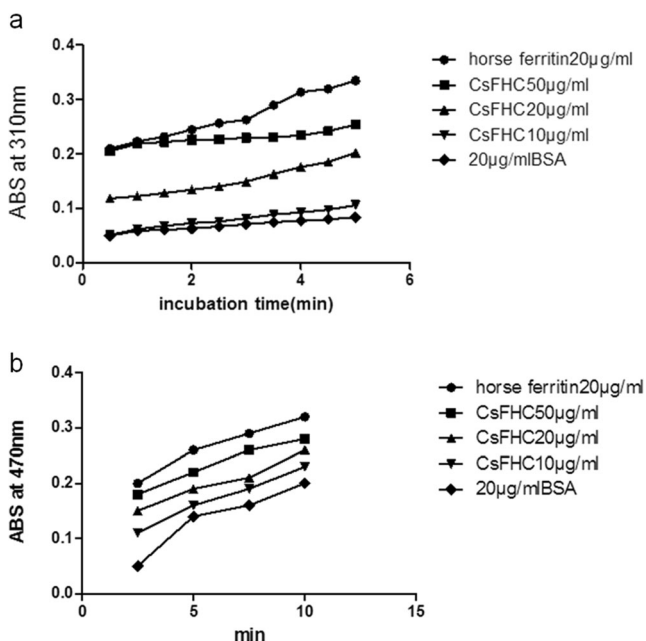 a
0.4
0.3
0.2
0.1
0.0
ABS at 310nm
0
2
4
6
incubation time(min)
horse ferritin20μg/ml
CsFHC50μg/ml
CsFHC20μg/ml
CsFHC10μg/ml
20μg/mlBSA
b
0.4
0.3
0.2
0.1
0.0
ABS at 470nm
0
5
10
15
min
horse ferritin20μg/ml
CsFHC50μg/ml
CsFHC20μg/ml
CsFHC10μg/ml
20μg/mlBSA